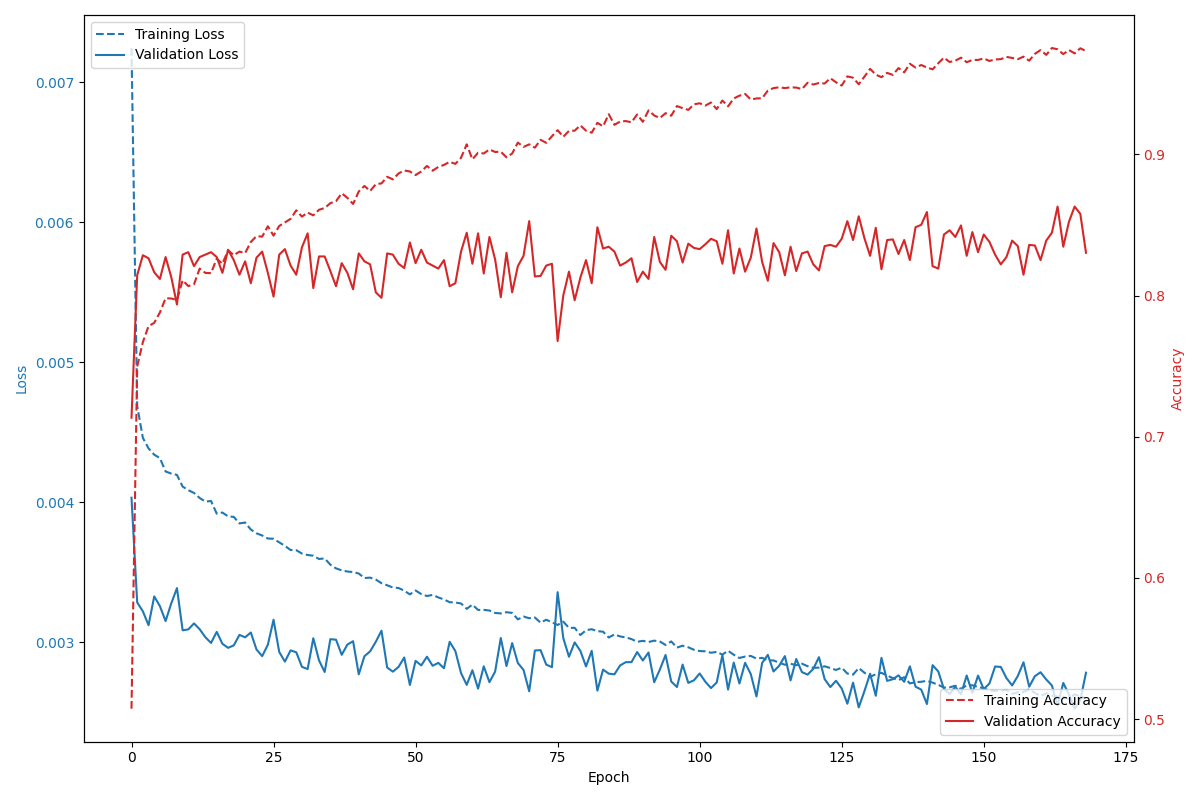 Training Loss
Validation Loss
0.007
0.006
0.005
0.004
0.003
Loss
0.9
0.8
0.7
0.6
0.5
Accuracy
Training Accuracy
Validation Accuracy
0 25 50 75 100 125 150 175
Epoch